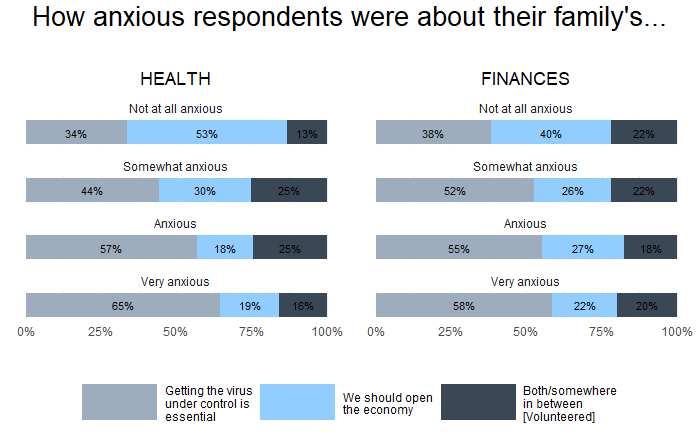 How anxious respondents were about their family's...
HEALTH
Not at all anxious
34% 53% 13%
Somewhat anxious
44% 30% 25%
Anxious
57% 18% 25%
Very anxious
65% 19% 16%
0% 25% 50% 75% 100%
FINANCES
Not at all anxious
38% 40% 22%
Somewhat anxious
52% 26% 22%
Anxious
55% 27% 18%
Very anxious
58% 22% 20%
0% 25% 50% 75% 100%
Getting the virus
under control is
essential
We should open
the economy
Both/somewhere
in between
[Volunteered]